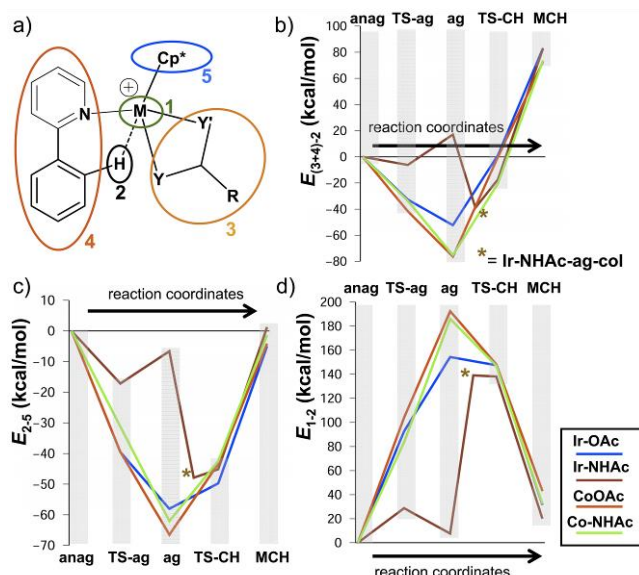 a)
Cp*
5
⊕
M
1
N
Y'
H
2
Y
R
3
4
b)
anag TS-ag ag TS-CH MCH
E(3+4)-2 (kcal/mol)
100
80
60
40
20
0
−20
−40
−60
−80
reaction coordinates
*
* = Ir-NHAc-ag-col
c)
reaction coordinates
E2-5 (kcal/mol)
10
0
−10
−20
−30
−40
−50
−60
−70
*
anag TS-ag ag TS-CH MCH
d)
anag TS-ag ag TS-CH MCH
E1-2 (kcal/mol)
200
180
160
140
120
100
80
60
40
20
0
*
reaction coordinates
Ir-OAc
Ir-NHAc
CoOAc
Co-NHAc